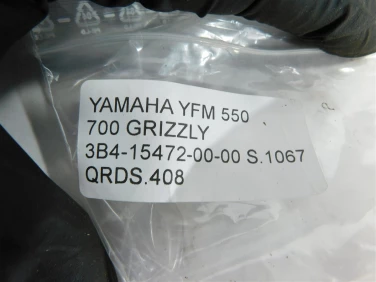 YAMAHA YFM 550
700 GRIZZLY
3B4-15472-00-00 S.1067
QRDS.408